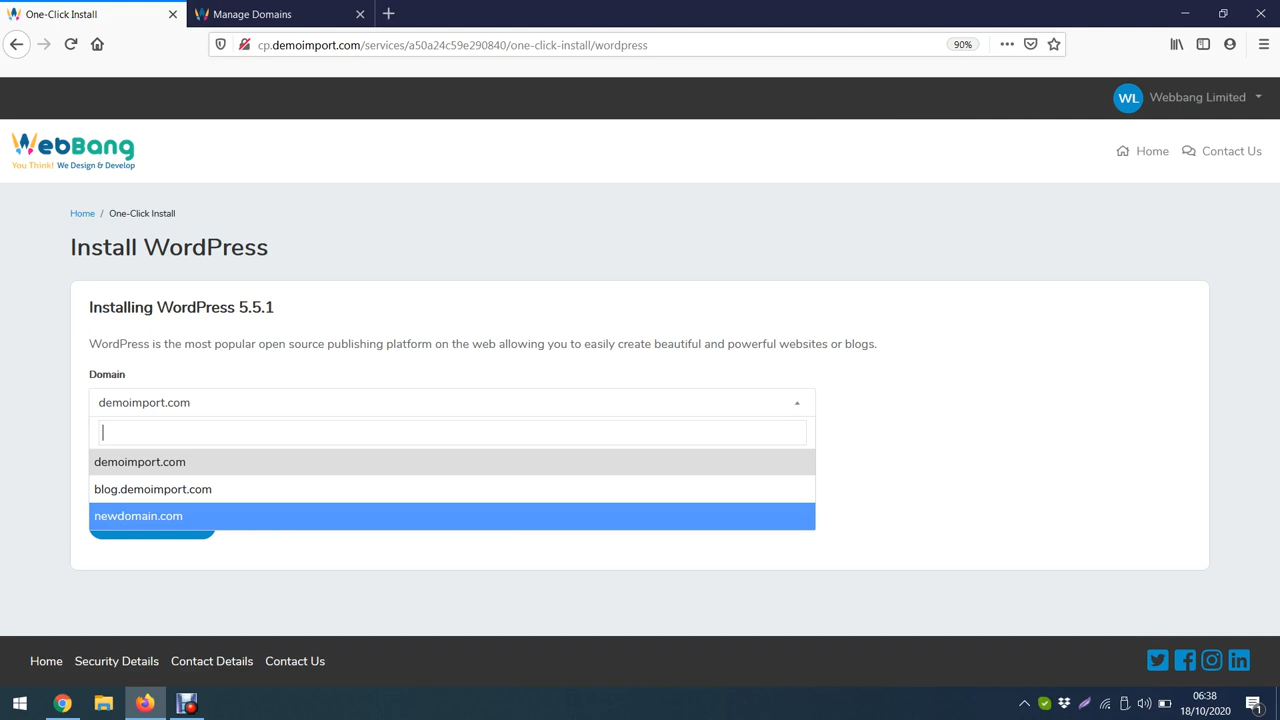 One-Click Install
Manage Domains
cp.demoimport.com/services/a50a24c59e290840/one-click-install/wordpress
90%
WL
Webbang Limited
WebBang
You Think! We Design & Develop
Home
Contact Us
Home / One-Click Install
Install WordPress
Installing WordPress 5.5.1
WordPress is the most popular open source publishing platform on the web allowing you to easily create beautiful and powerful websites or blogs.
Domain
demoimport.com
demoimport.com
blog.demoimport.com
newdomain.com
Home
Security Details
Contact Details
Contact Us
06:38
18/10/2020
1